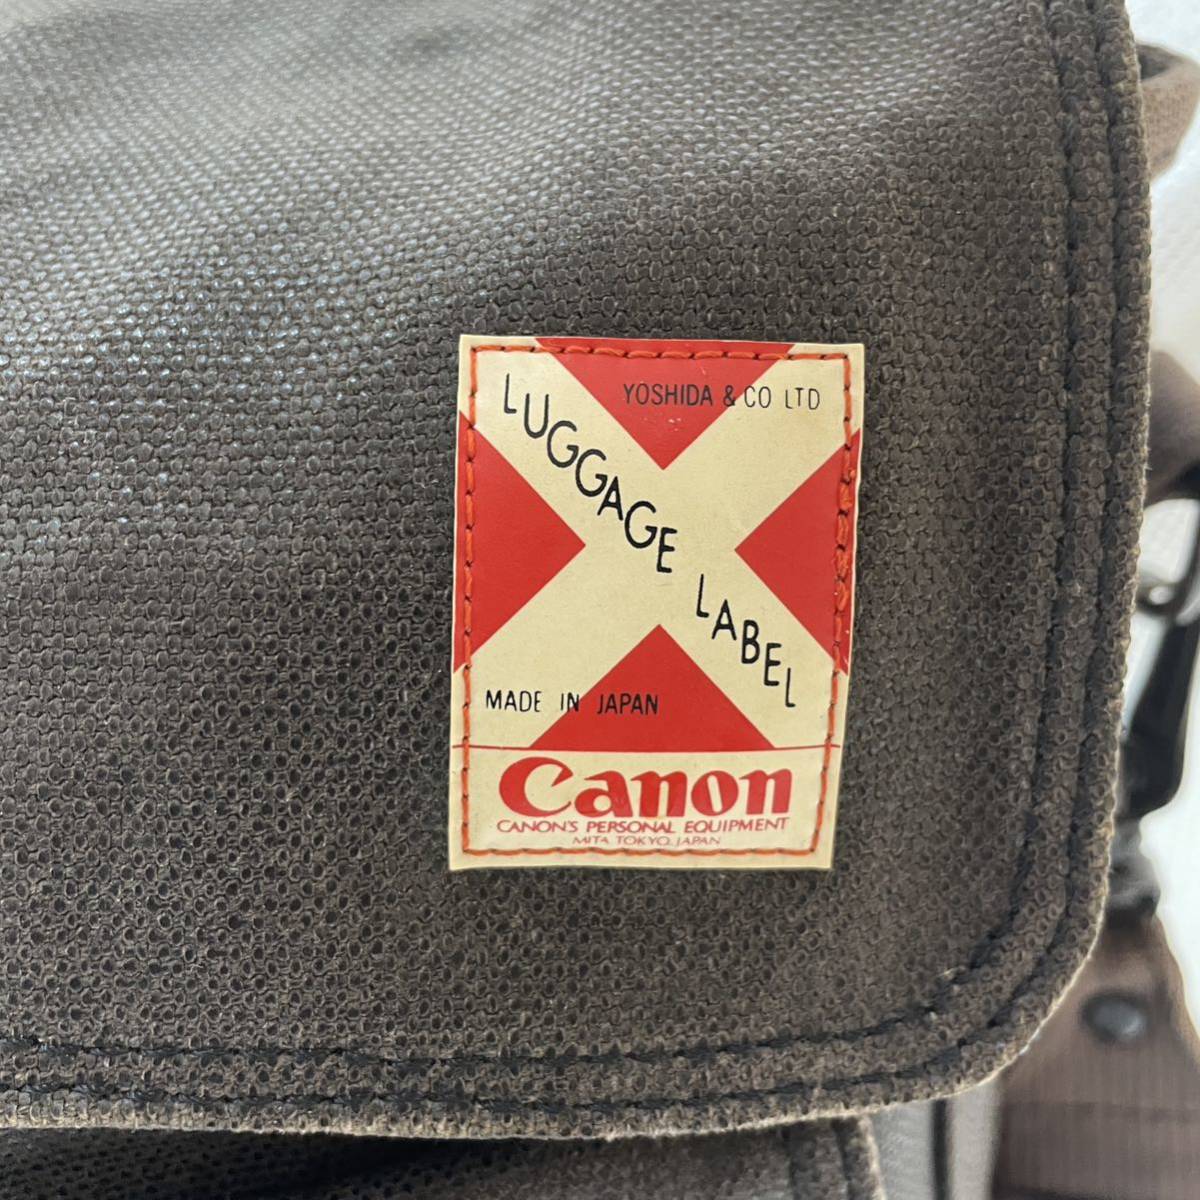 YOSHIDA & CO LTD
LUGGAGE LABEL
MADE IN JAPAN
Canon
CANON'S PERSONAL EQUIPMENT
MITA TOKYO. JAPAN